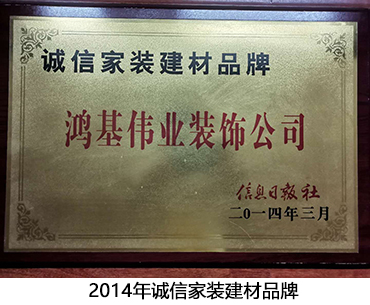 诚信家装建材品牌
鸿基伟业装饰公司
信息日报社
二〇一四年三月
2014年诚信家装建材品牌